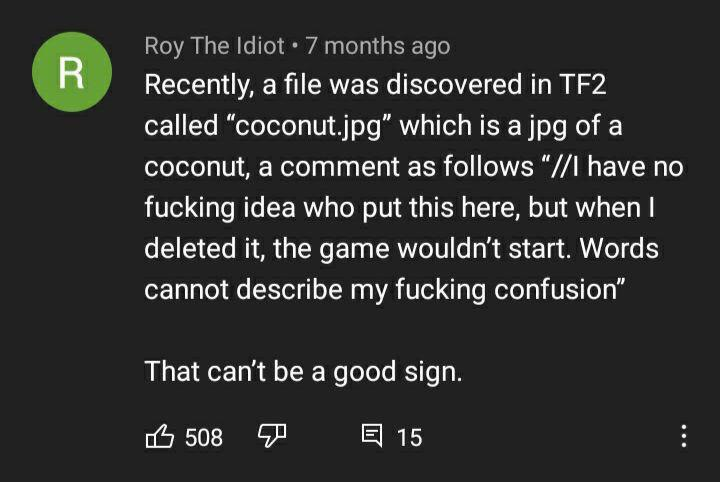 R
Roy The Idiot • 7 months ago
Recently, a file was discovered in TF2
called “coconut.jpg” which is a jpg of a
coconut, a comment as follows “//I have no
fucking idea who put this here, but when I
deleted it, the game wouldn’t start. Words
cannot describe my fucking confusion”
That can’t be a good sign.
508 15